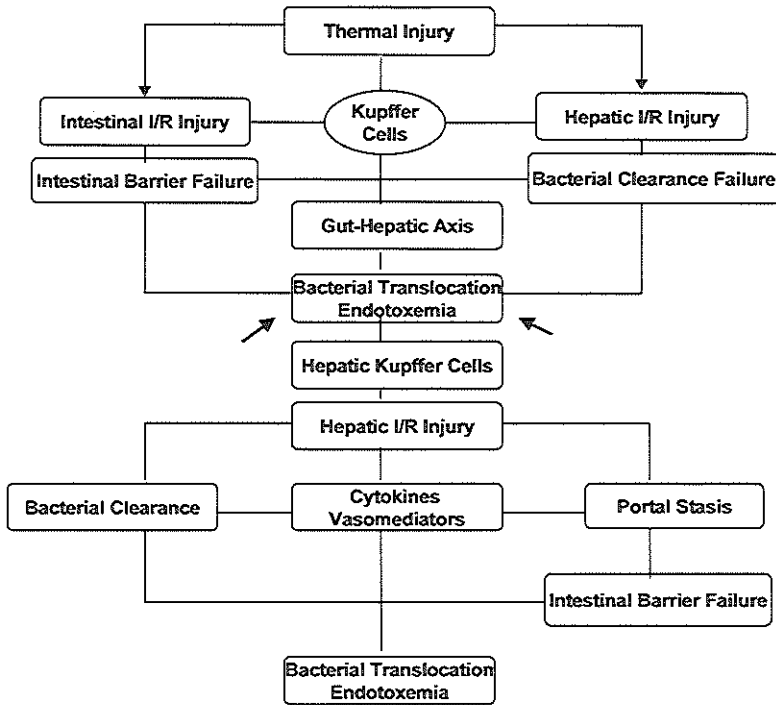 Thermal Injury
Intestinal I/R Injury
Kupffer
Cells
Hepatic I/R Injury
Intestinal Barrier Failure
Bacterial Clearance Failure
Gut-Hepatic Axis
Bacterial Translocation
Endotoxemia
Hepatic Kupffer Cells
Hepatic I/R Injury
Bacterial Clearance
Cytokines
Vasomediators
Portal Stasis
Intestinal Barrier Failure
Bacterial Translocation
Endotoxemia